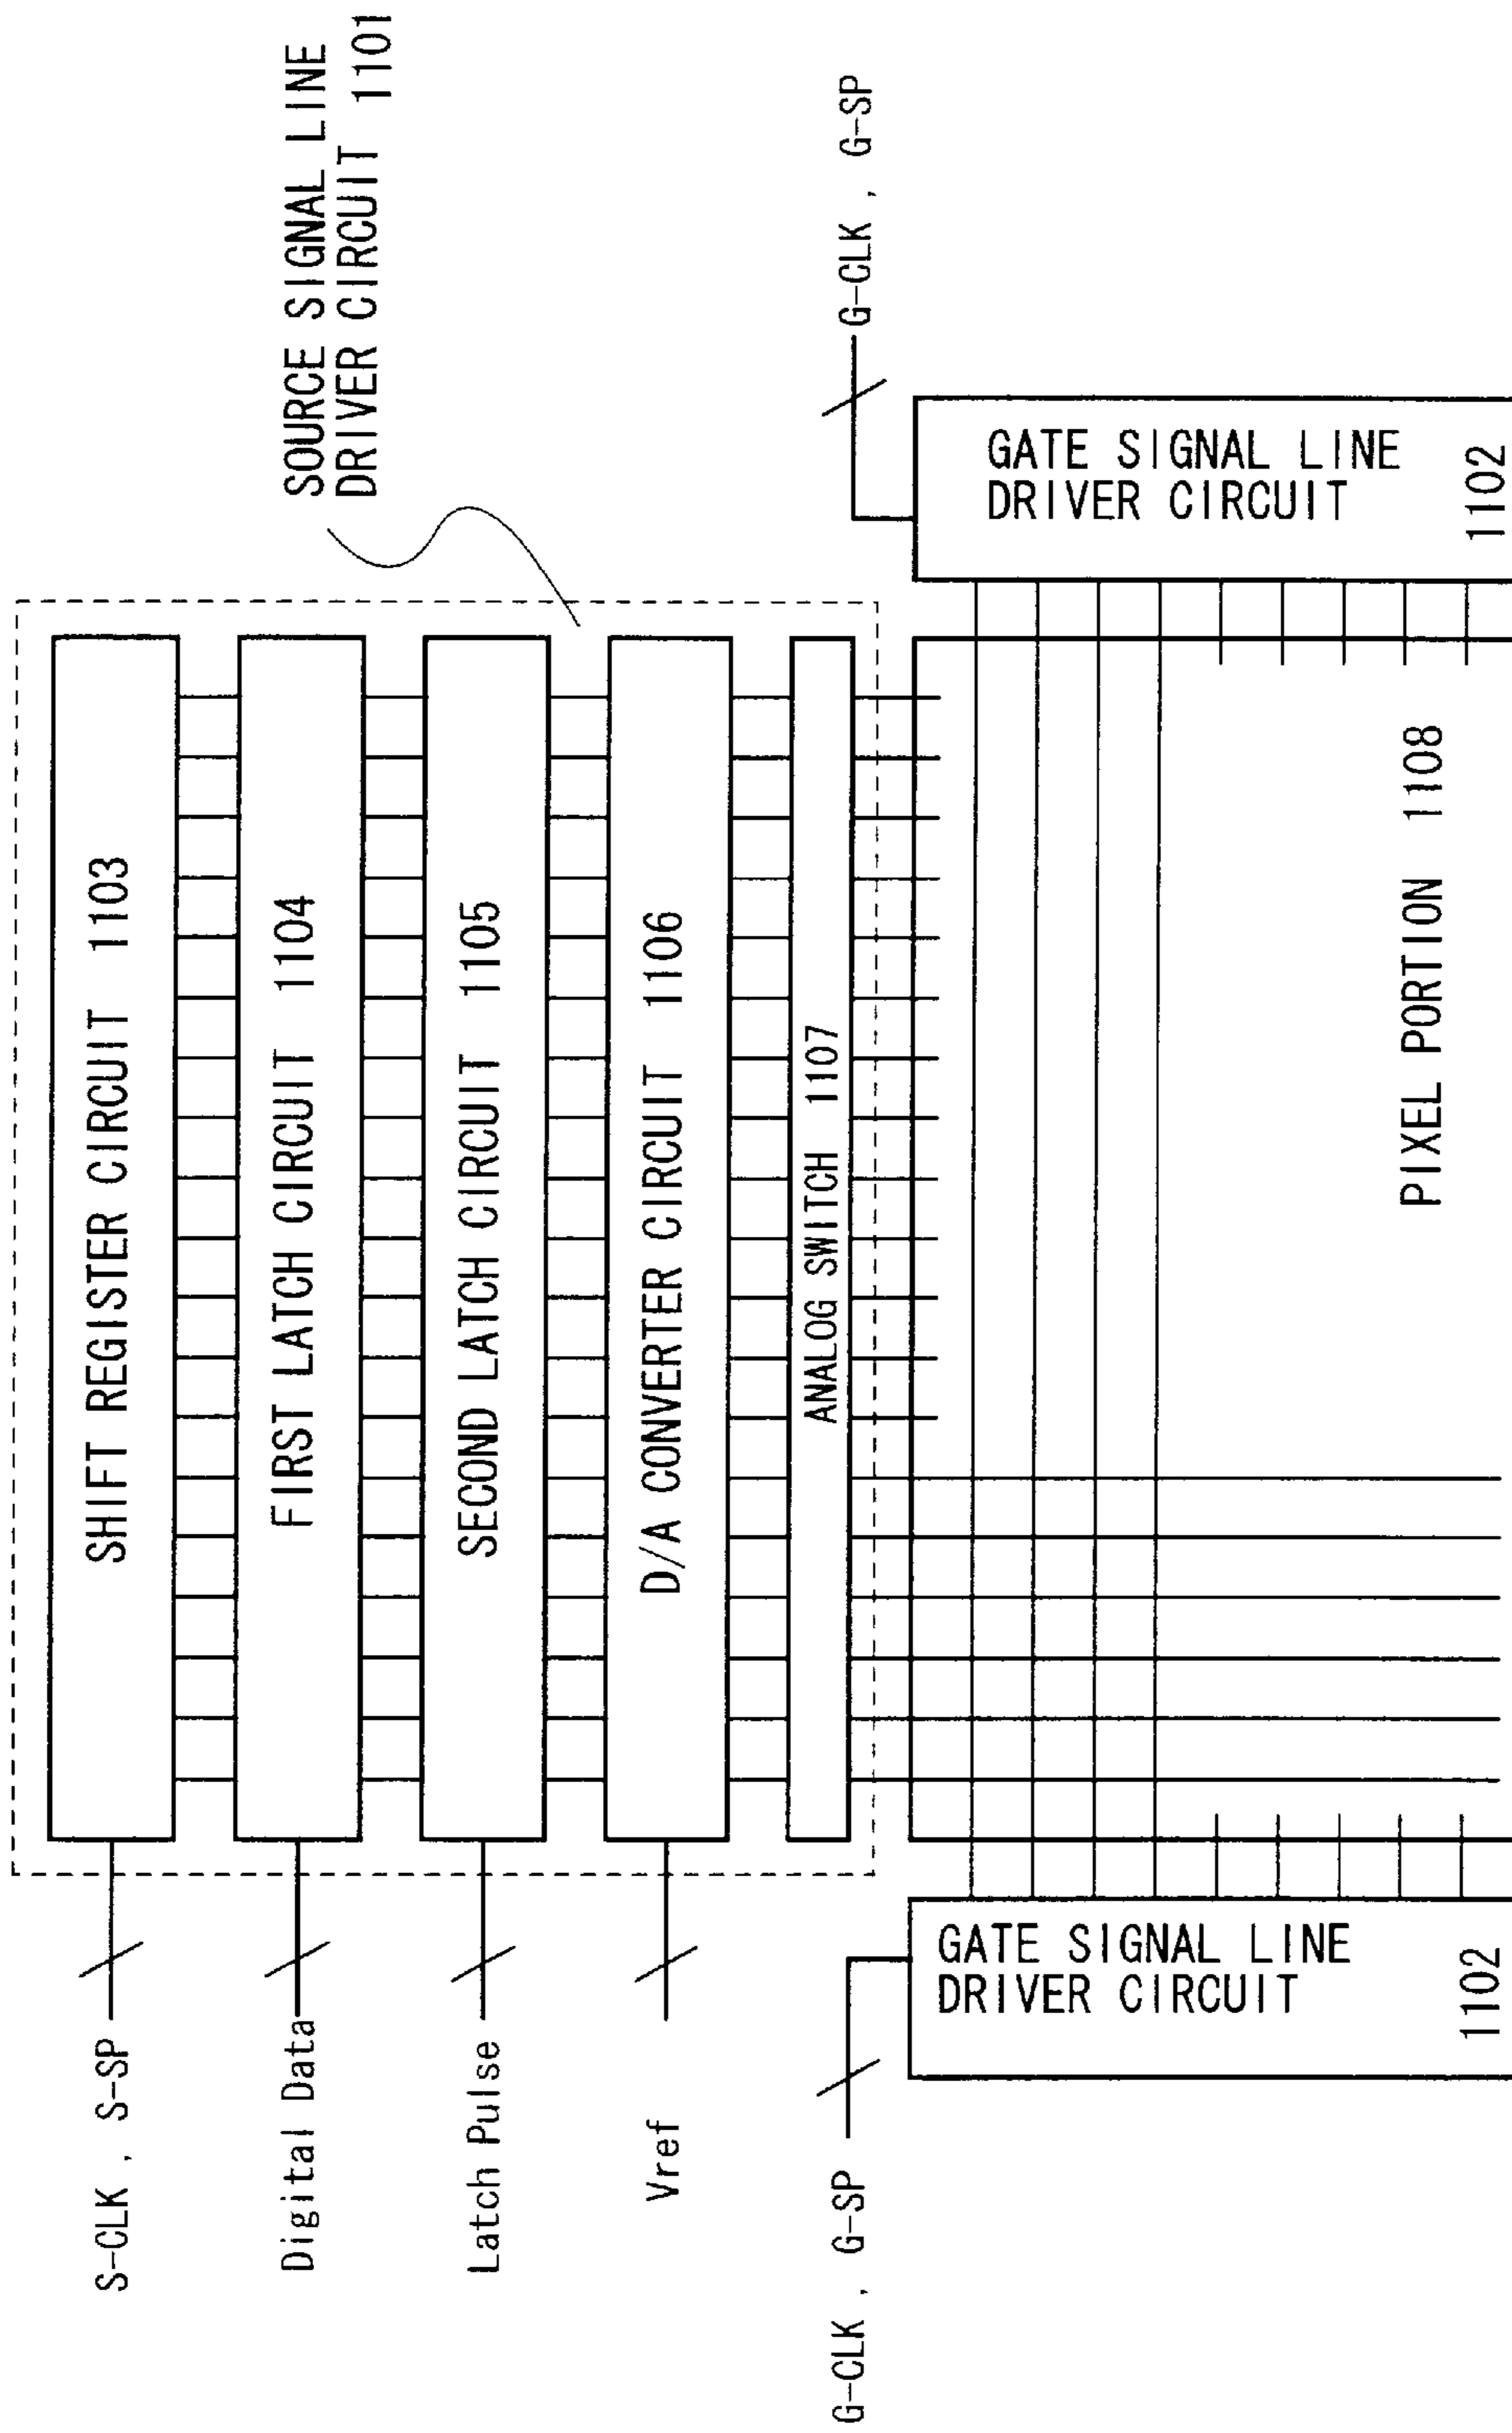 SOURCE SIGNAL LINE
DRIVER CIRCUIT 1101
S-CLK , S-SP
SHIFT REGISTER CIRCUIT 1103
Digital Data
FIRST LATCH CIRCUIT 1104
Latch Pulse
SECOND LATCH CIRCUIT 1105
Vref
D/A CONVERTER CIRCUIT 1106
ANALOG SWITCH 1107
G-CLK , G-SP
G-CLK , G-SP
GATE SIGNAL LINE
DRIVER CIRCUIT
1102
PIXEL PORTION 1108
GATE SIGNAL LINE
DRIVER CIRCUIT
1102